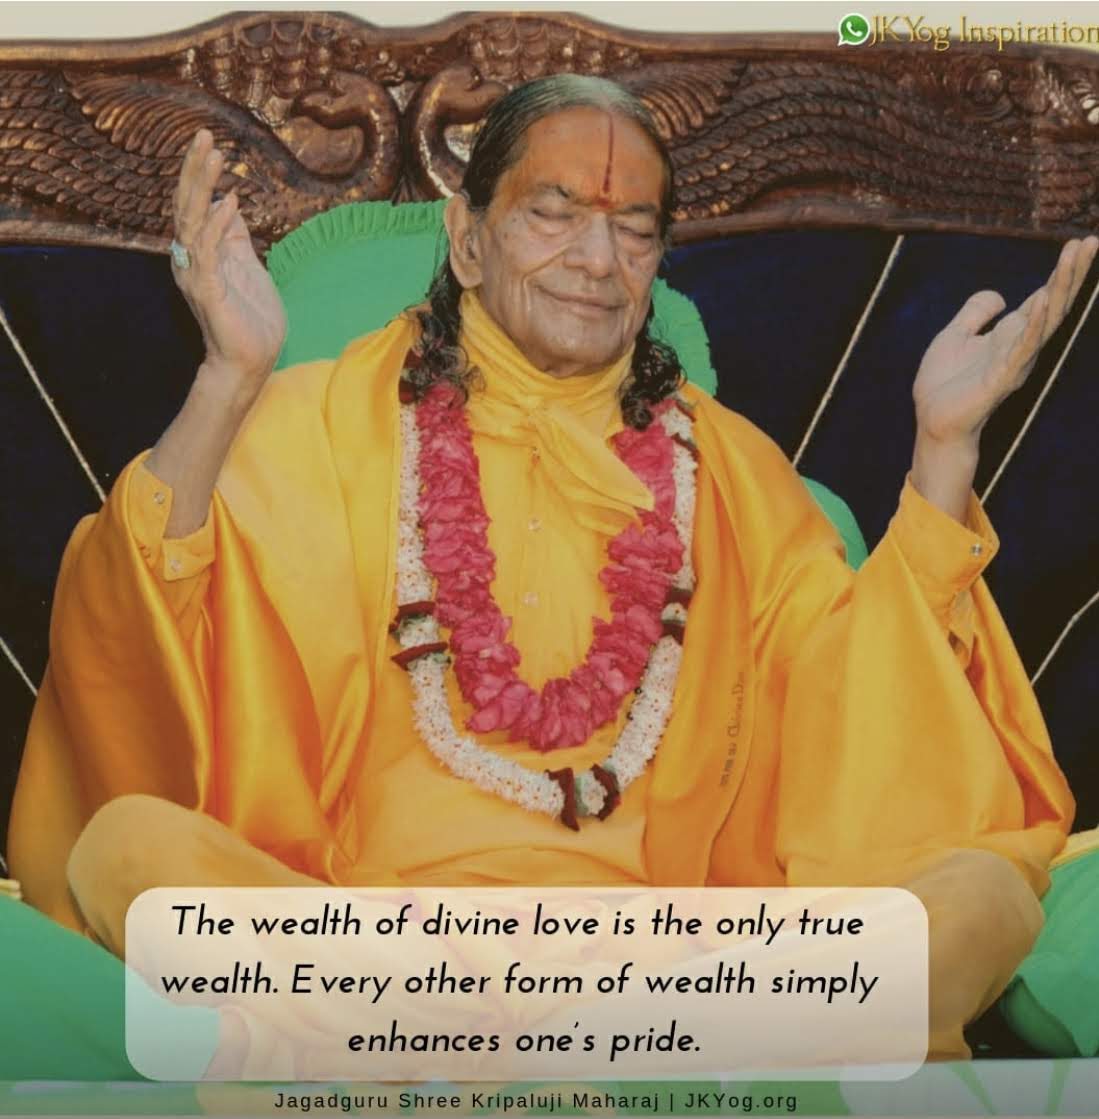 JKYog Inspiration
The wealth of divine love is the only true
wealth. Every other form of wealth simply
enhances one's pride.
Jagadguru Shree Kripaluji Maharaj | JKYog.org